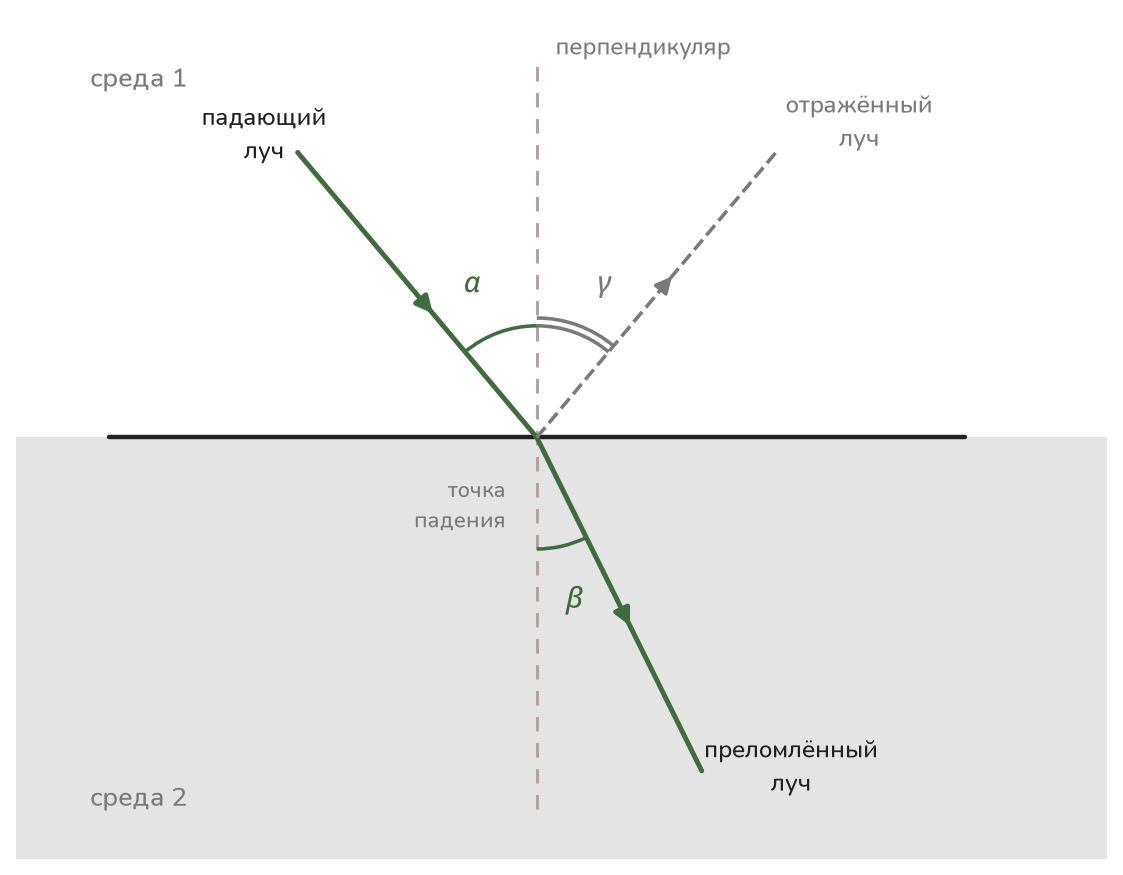 перпендикуляр
среда 1
падающий
луч
отражённый
луч
α
γ
точка
падения
β
преломлённый
луч
среда 2